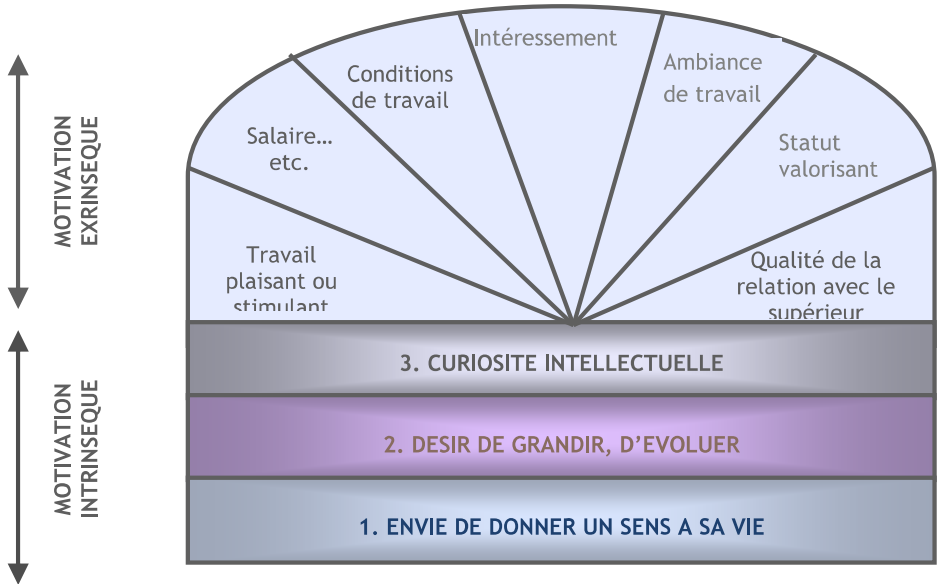 Intéressement
Ambiance
de travail
Conditions
de travail
Salaire...
etc.
Statut
valorisant
Travail
plaisant ou
stimulant
Qualité de la
relation avec le
supérieur
MOTIVATION
EXRINSEQUE
3. CURIOSITE INTELLECTUELLE
2. DESIR DE GRANDIR, D'EVOLUER
1. ENVIE DE DONNER UN SENS A SA VIE
MOTIVATION
INTRINSEQUE